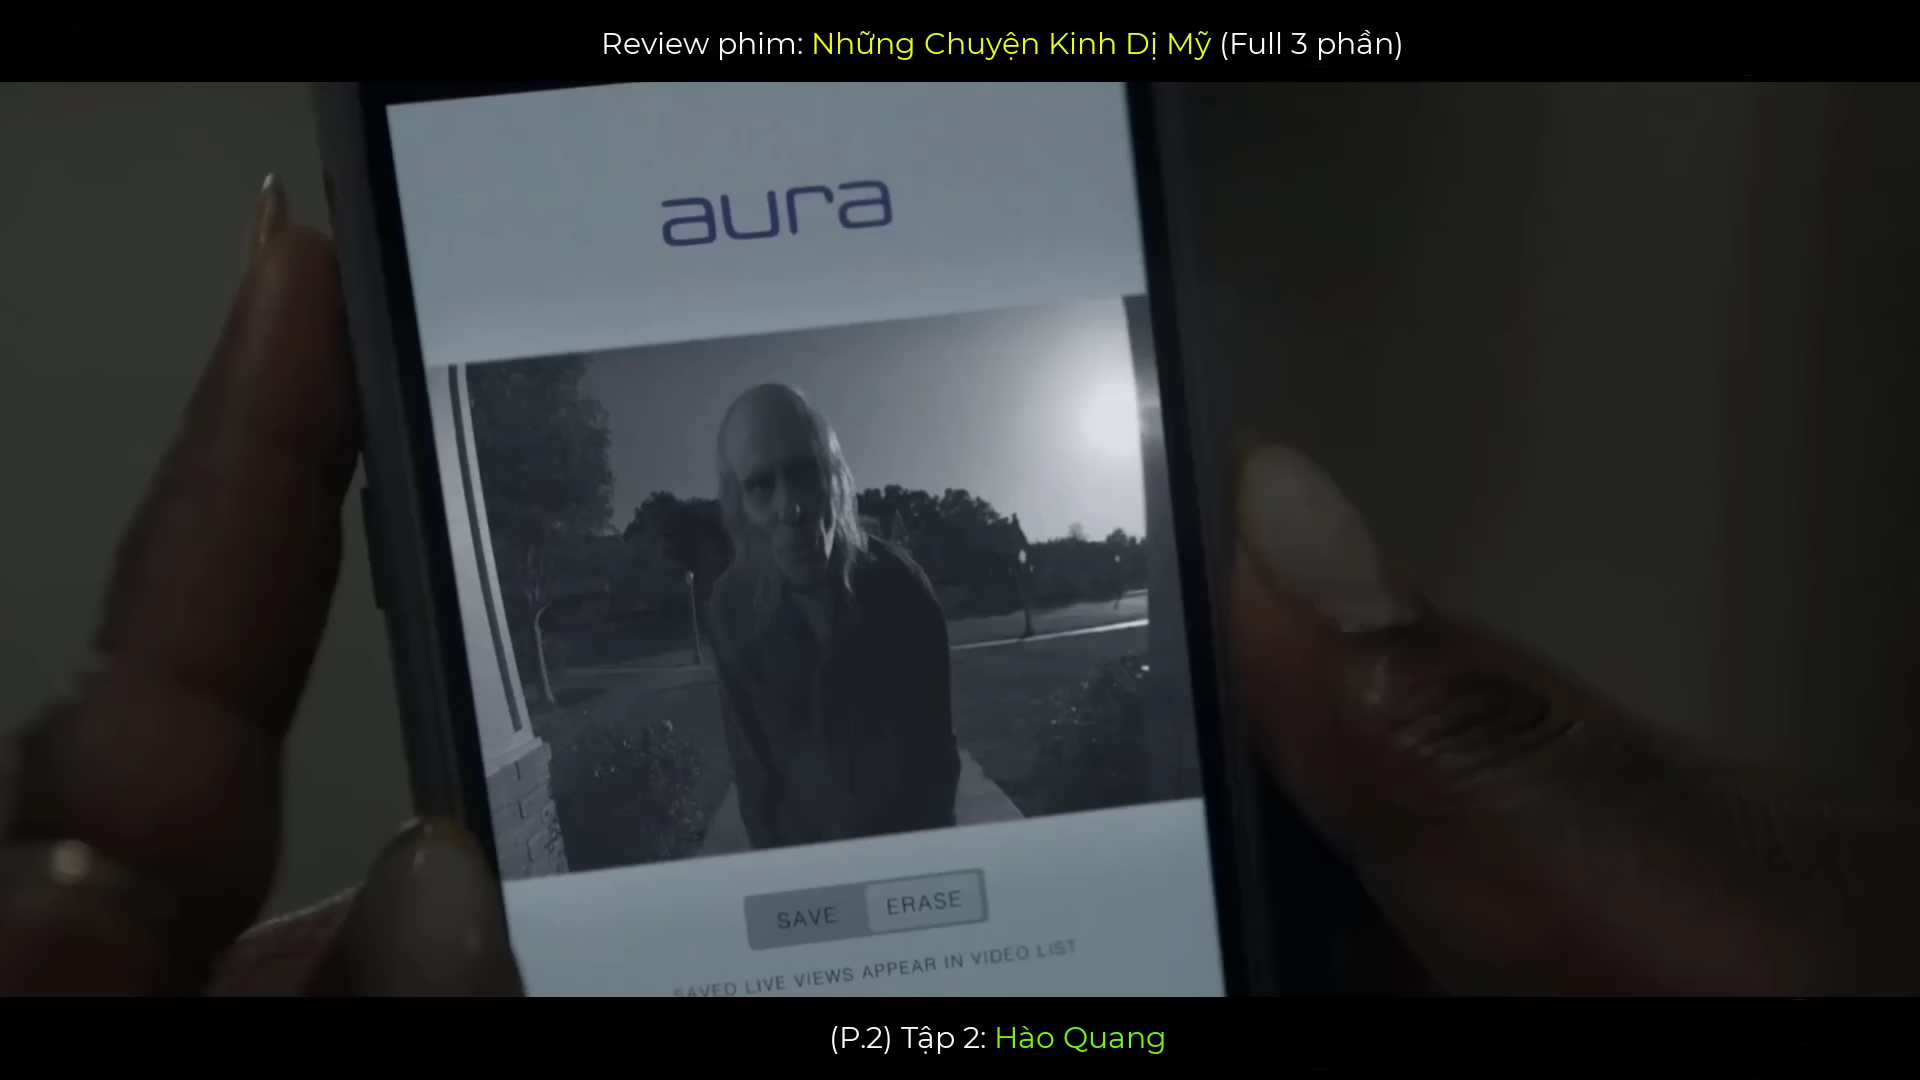 Review phim: Những Chuyện Kinh Dị Mỹ (Full 3 phần)
aura
SAVE ERASE
SAVED LIVE VIEWS APPEAR IN VIDEO LIST
(P.2) Tập 2: Hào Quang